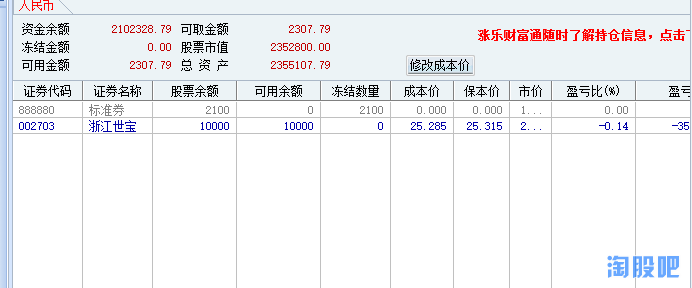 人民币
资金余额 2102328.79 可取金额 2307.79
涨乐财富通随时了解持仓信息，点击
冻结金额 0.00 股票市值 2352800.00
可用金额 2307.79 总 资 产 2355107.79 修改成本价
证券代码 证券名称 股票余额 可用余额 冻结数量 成本价 保本价 市价 盈亏比(%) 盈亏
888880 标准券 2100 0 2100 0.000 0.000 1... 0.00
002703 浙江世宝 10000 10000 0 25.285 25.315 2... -0.14 -35
淘股吧